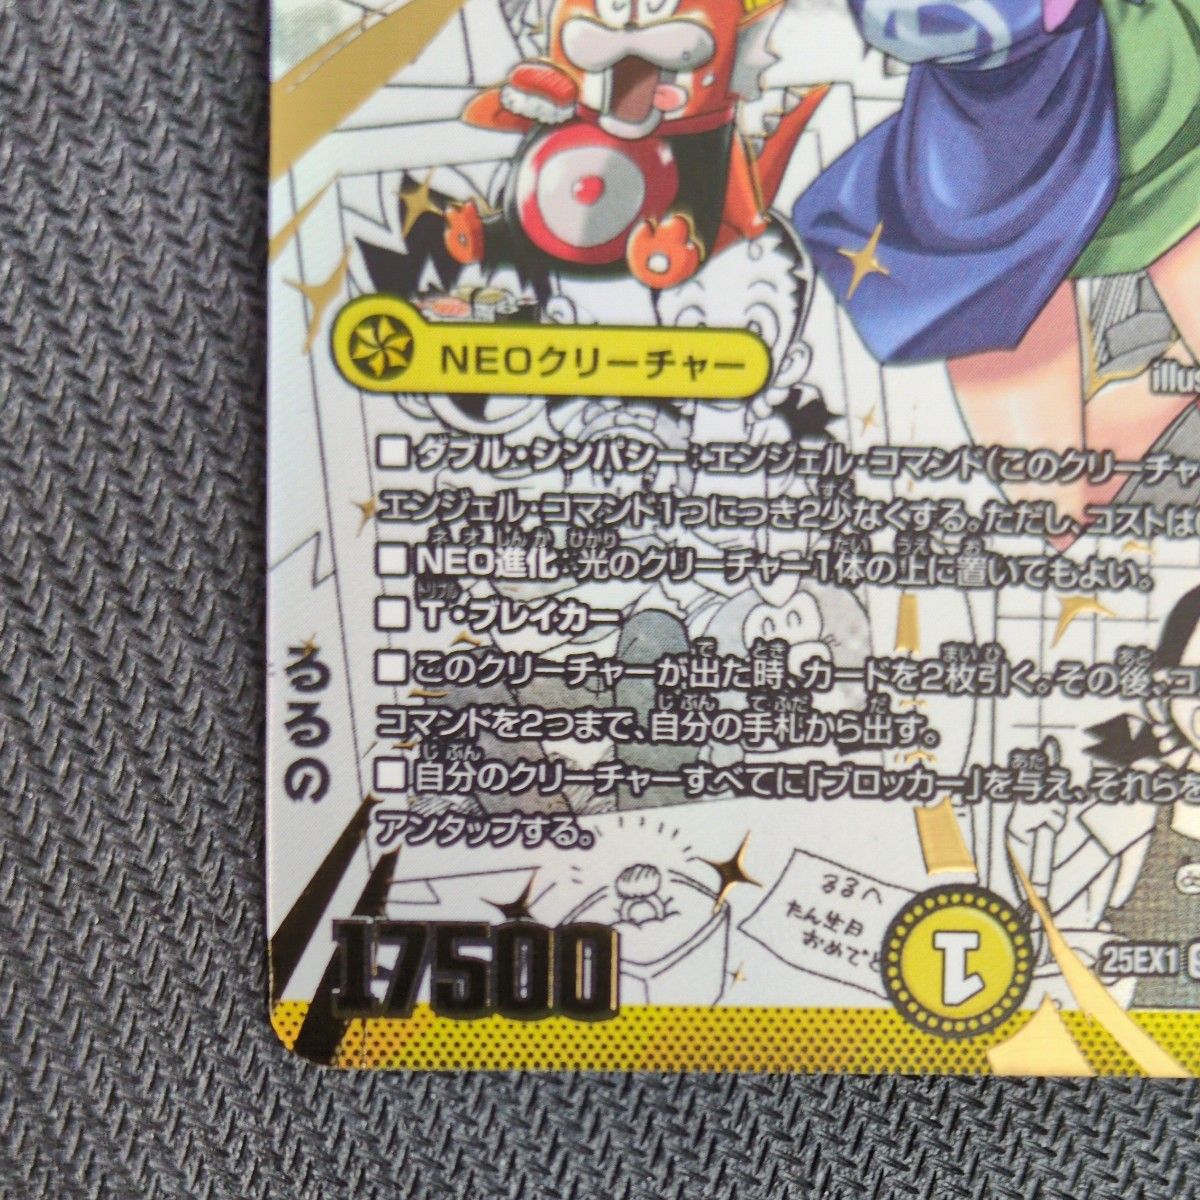 NEOクリーチャー
illus
■ダブル・シンパシー：エンジェル・コマンド(このクリーチャ
エンジェル・コマンド1つにつき2少なくする。ただし、コストは
■NEO進化：光のクリーチャー1体の上に置いてもよい。
■T・ブレイカー
■このクリーチャーが出た時、カードを2枚引く。その後、コ
コマンドを2つまで、自分の手札から出す。
■自分のクリーチャーすべてに「ブロッカー」を与え、それらを
アンタップする。
るるの
るるへ
たん生日
おめでと
17500
1
25EX1